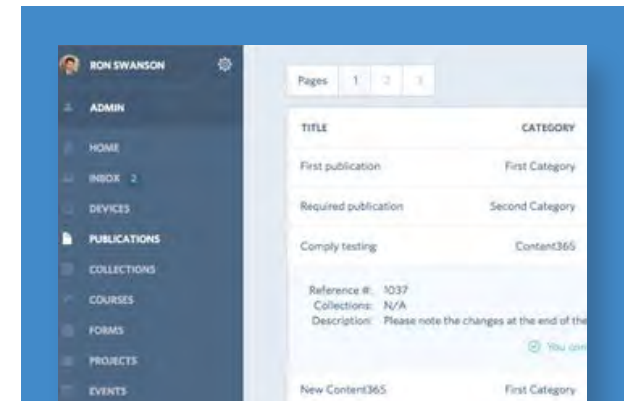 RON SWANSON
ADMIN
HOME
INBOX 2
DEVICES
PUBLICATIONS
COLLECTIONS
COURSES
FORMS
PROJECTS
EVENTS
Pages 1 2 3
TITLE CATEGORY
First publication First Category
Required publication Second Category
Comply testing Content365
Reference #: 1037
Collections: N/A
Description: Please note the changes at the end of the
You
New Content365 First Category